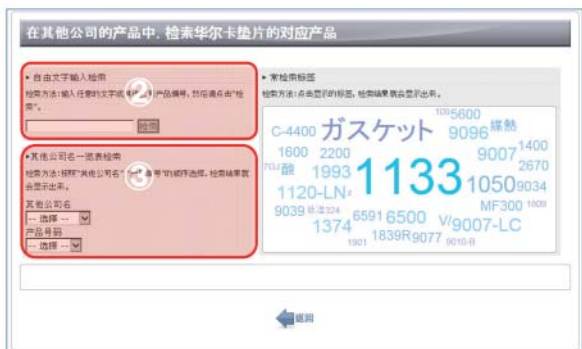 在其他公司的产品中，检索华尔卡垫片的对应产品
▸自由文字输入检索
检索方法：输入任意的文字或 产品编号，然后请点击“检
索”。
检索
2
▸其他公司名一览表检索
检索方法：按照“其他公司名” 号”的顺序选择，检索结果就
会显示出来。
3
其他公司名
-- 选择 --
产品号码
-- 选择 --
▸常检索标签
检索方法：点击显示的标签，检索结果就会显示出来。
5600
C-4400 ガスケット 9096
1600 2200 9007 1400
酸 1993 1133 2670
1120-LN 1050 9034
9039 MF300
1374 6591 6500 V/9007-LC
1901 1839R 9077 9010-B
返回